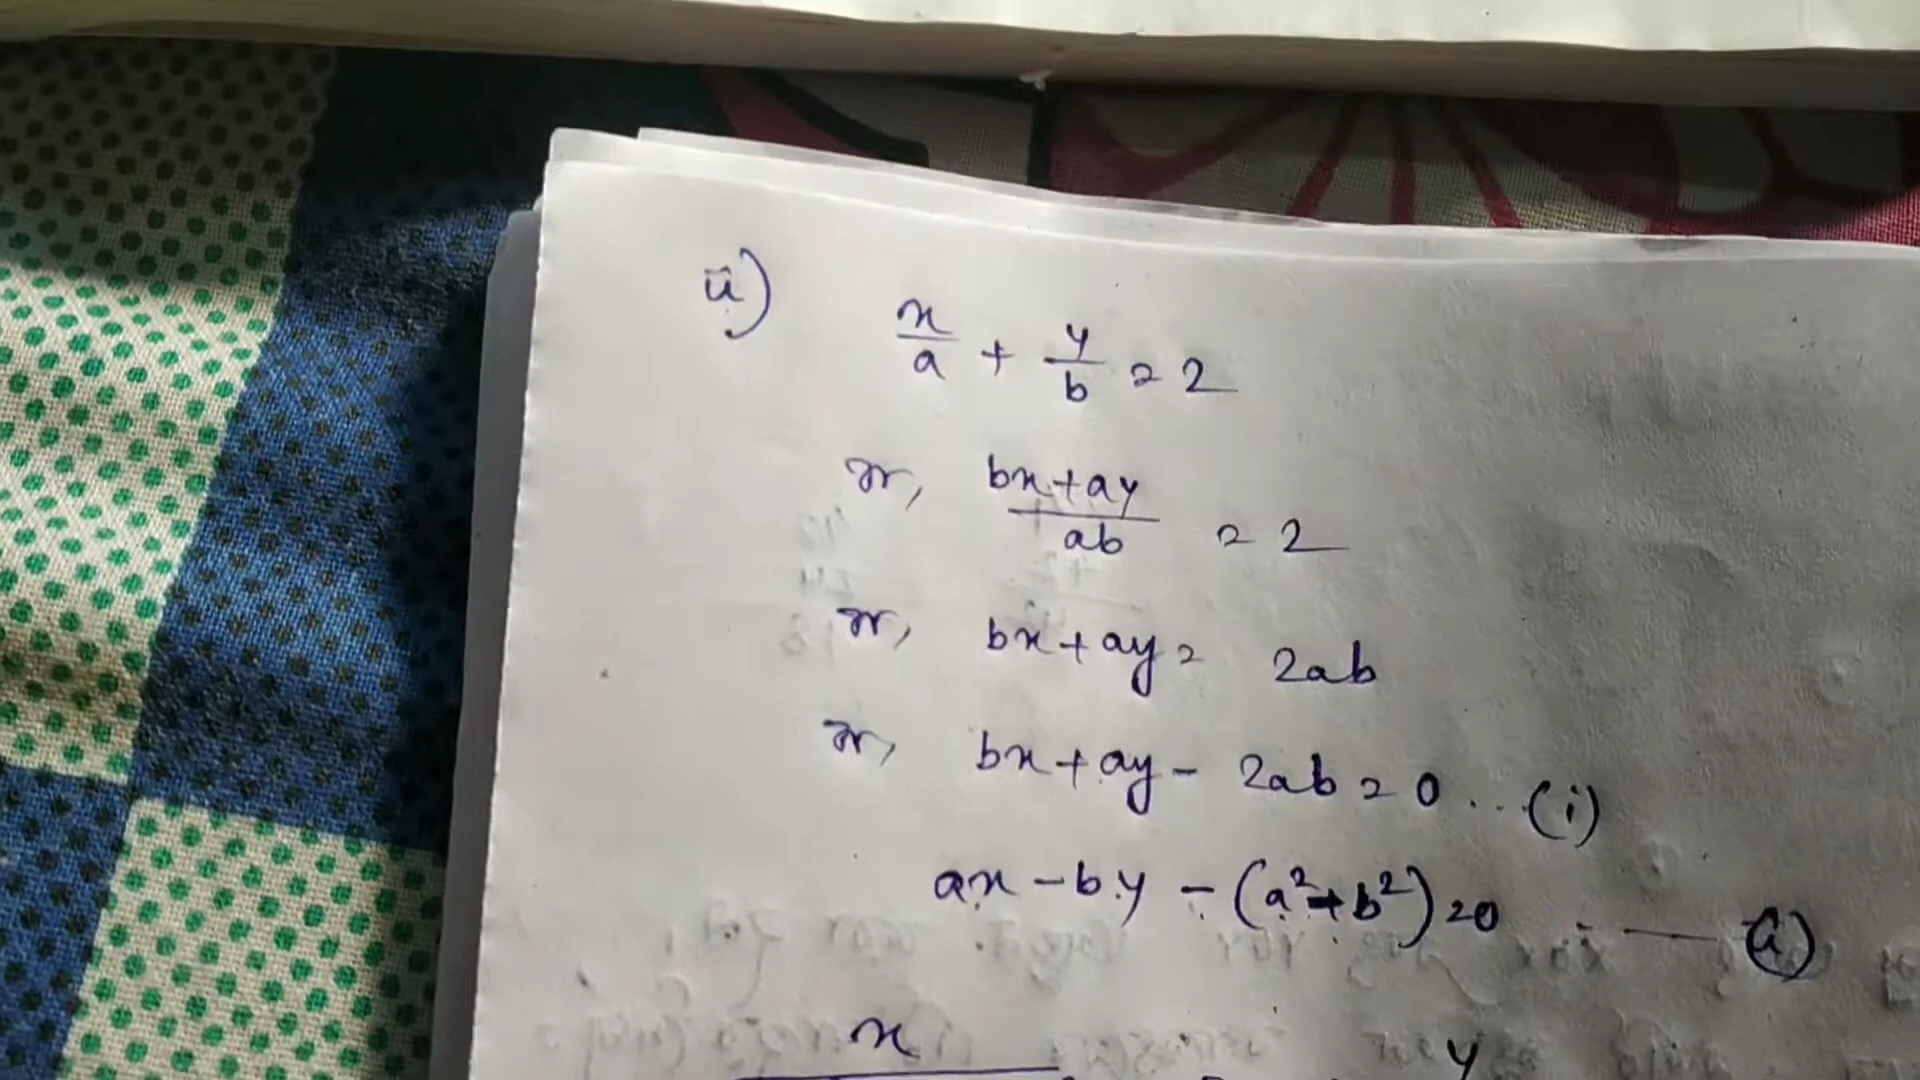 ii)
x/a + y/b = 2
or, bx+ay/ab = 2
or, bx+ay = 2ab
or, bx+ay - 2ab = 0 ... (i)
ax - by - (a²+b²) = 0 ... (ii)
x y